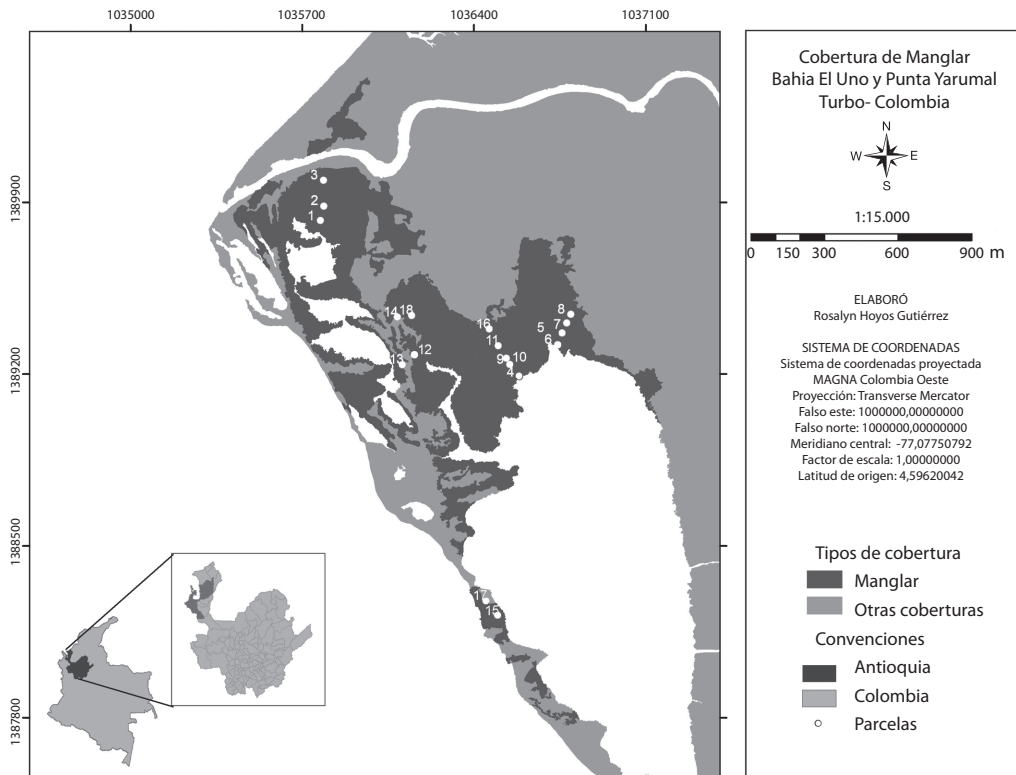 1035000
1035700
1036400
1037100
1389900
1389200
1388500
1387800
3
2
1
14
18
13
12
16
11
9
10
4
8
7
5
6
17
15
Cobertura de Manglar
Bahia El Uno y Punta Yarumal
Turbo- Colombia
N
W
E
S
1:15.000
0 150 300 600 900 m
ELABORÓ
Rosalyn Hoyos Gutiérrez
SISTEMA DE COORDENADAS
Sistema de coordenadas proyectada
MAGNA Colombia Oeste
Proyección: Transverse Mercator
Falso este: 1000000,00000000
Falso norte: 1000000,00000000
Meridiano central: -77,07750792
Factor de escala: 1,00000000
Latitud de origen: 4,59620042
Tipos de cobertura
Manglar
Otras coberturas
Convenciones
Antioquia
Colombia
Parcelas